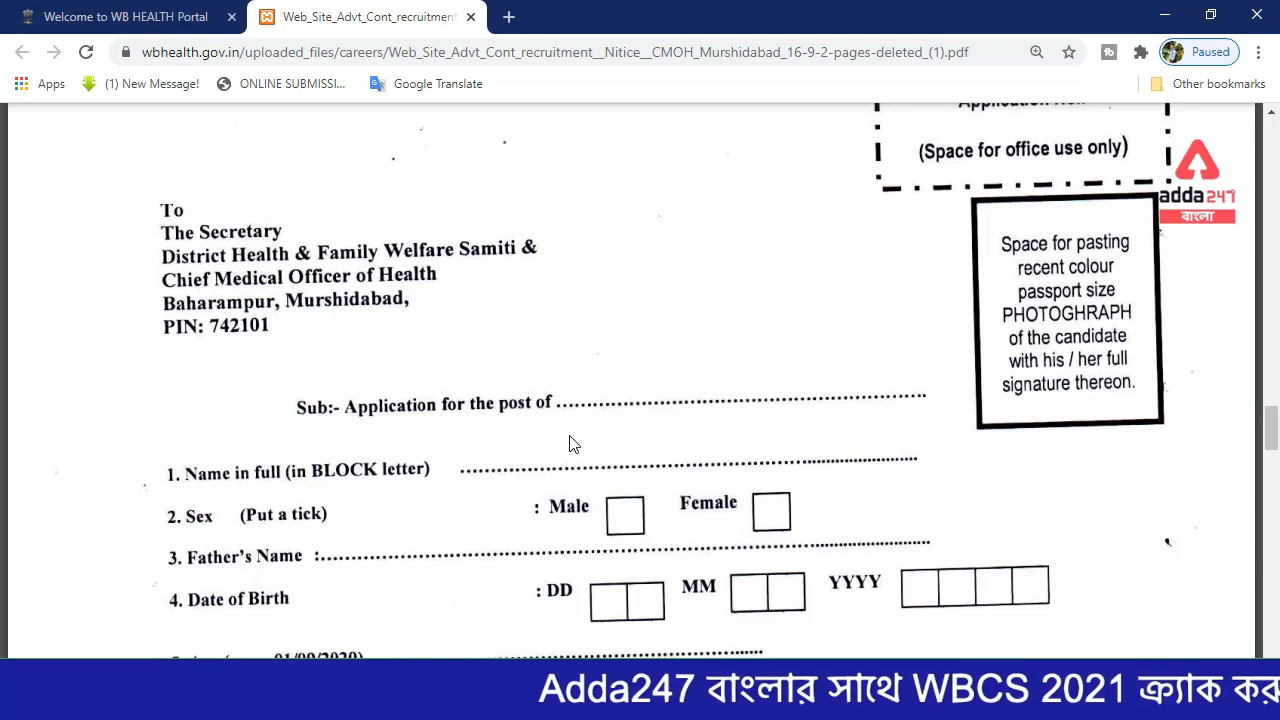 Welcome to WB HEALTH Portal
Web_Site_Advt_Cont_recruitment
wbhealth.gov.in/uploaded_files/careers/Web_Site_Advt_Cont_recruitment__Nitice__CMOH_Murshidabad_16-9-2-pages-deleted_(1).pdf
Paused
Apps
(1) New Message!
ONLINE SUBMISSI...
Google Translate
Other bookmarks
(Space for office use only)
adda247
বাংলা
To
The Secretary
District Health & Family Welfare Samiti &
Chief Medical Officer of Health
Baharampur, Murshidabad,
PIN: 742101
Space for pasting
recent colour
passport size
PHOTOGHRAPH
of the candidate
with his / her full
signature thereon.
Sub:- Application for the post of
1. Name in full (in BLOCK letter)
2. Sex (Put a tick) : Male Female
3. Father's Name :
4. Date of Birth : DD MM YYYY
01/09/2020)
Adda247 বাংলার সাথে WBCS 2021 ক্র্যাক কর